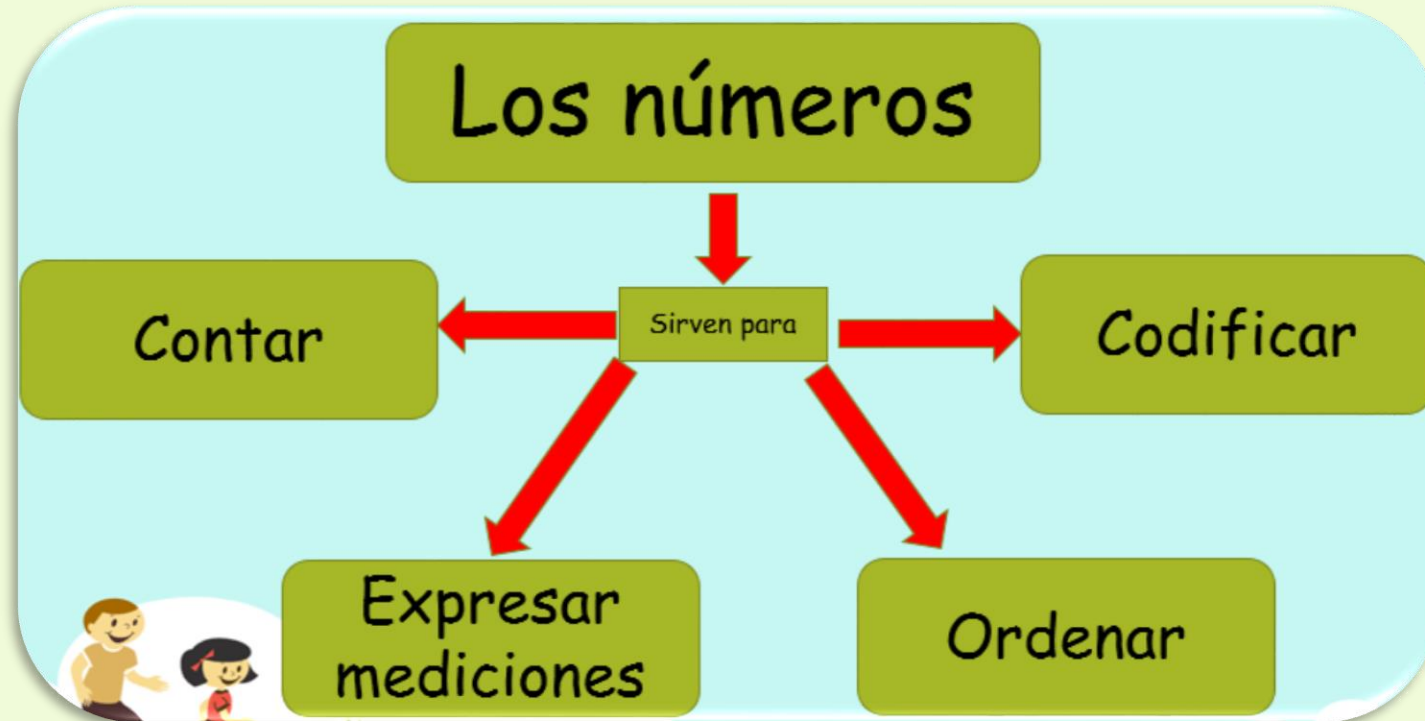 Los números
Sirven para
Contar
Codificar
Expresar
mediciones
Ordenar